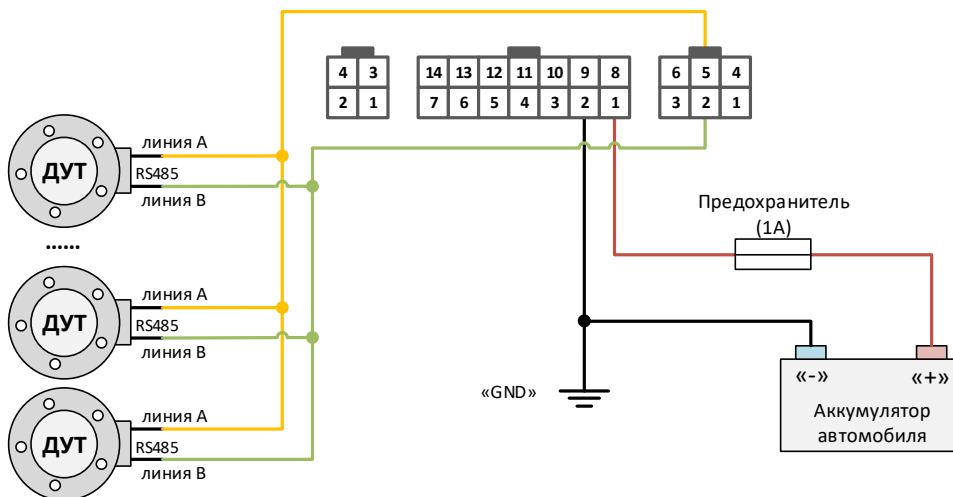 4 3
2 1
14 13 12 11 10 9 8
7 6 5 4 3 2 1
6 5 4
3 2 1
ДУТ
линия А
RS485
линия В
......
ДУТ
линия А
RS485
линия В
ДУТ
линия А
RS485
линия В
Предохранитель
(1А)
«GND»
«-»
«+»
Аккумулятор
автомобиля